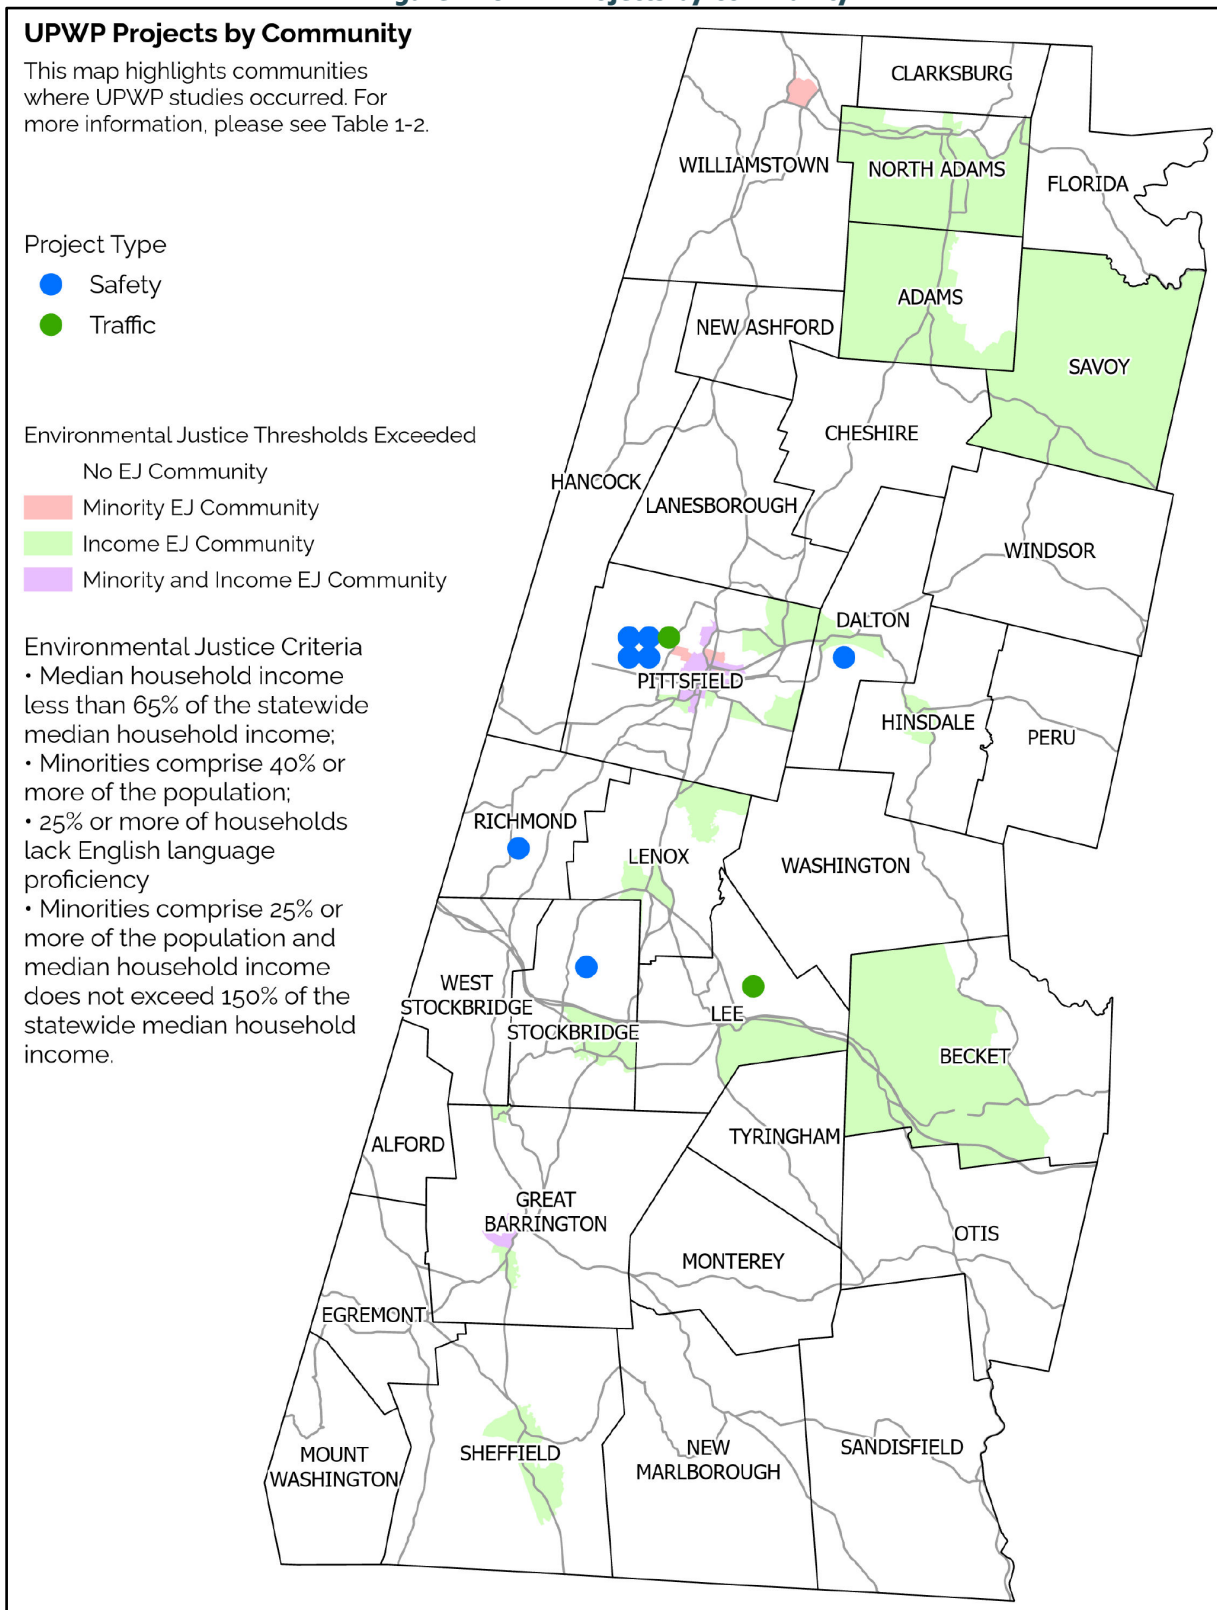 UPWP Projects by Community
This map highlights communities
where UPWP studies occurred. For
more information, please see Table 1-2.
Project Type
Safety
Traffic
Environmental Justice Thresholds Exceeded
No EJ Community
Minority EJ Community
Income EJ Community
Minority and Income EJ Community
Environmental Justice Criteria
• Median household income
less than 65% of the statewide
median household income;
• Minorities comprise 40% or
more of the population;
• 25% or more of households
lack English language
proficiency
• Minorities comprise 25% or
more of the population and
median household income
does not exceed 150% of the
statewide median household
income.
CLARKSBURG
WILLIAMSTOWN
NORTH ADAMS
FLORIDA
ADAMS
NEW ASHFORD
SAVOY
CHESHIRE
HANCOCK
LANESBOROUGH
WINDSOR
DALTON
PITTSFIELD
HINSDALE
PERU
RICHMOND
LENOX
WASHINGTON
WEST
STOCKBRIDGE
STOCKBRIDGE
LEE
BECKET
TYRINGHAM
ALFORD
GREAT
BARRINGTON
OTIS
MONTEREY
EGREMONT
MOUNT
WASHINGTON
SHEFFIELD
NEW
MARLBOROUGH
SANDISFIELD